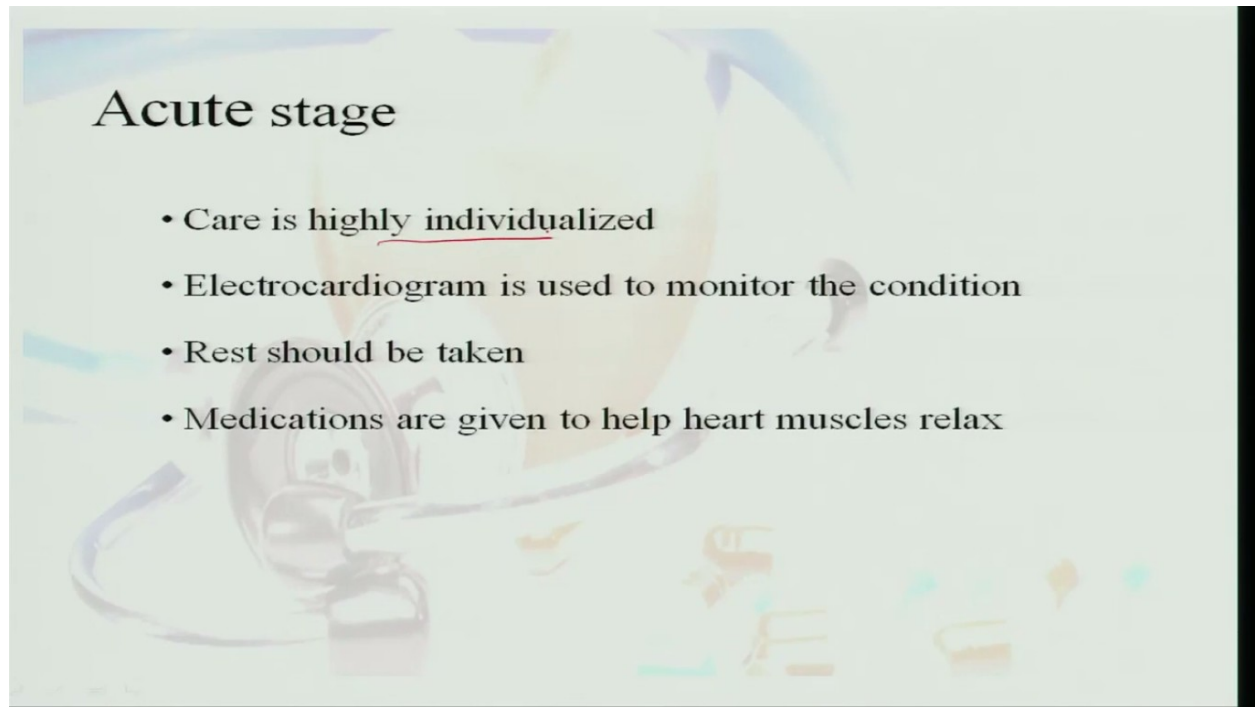 Acute stage
• Care is highly individualized
• Electrocardiogram is used to monitor the condition
• Rest should be taken
• Medications are given to help heart muscles relax